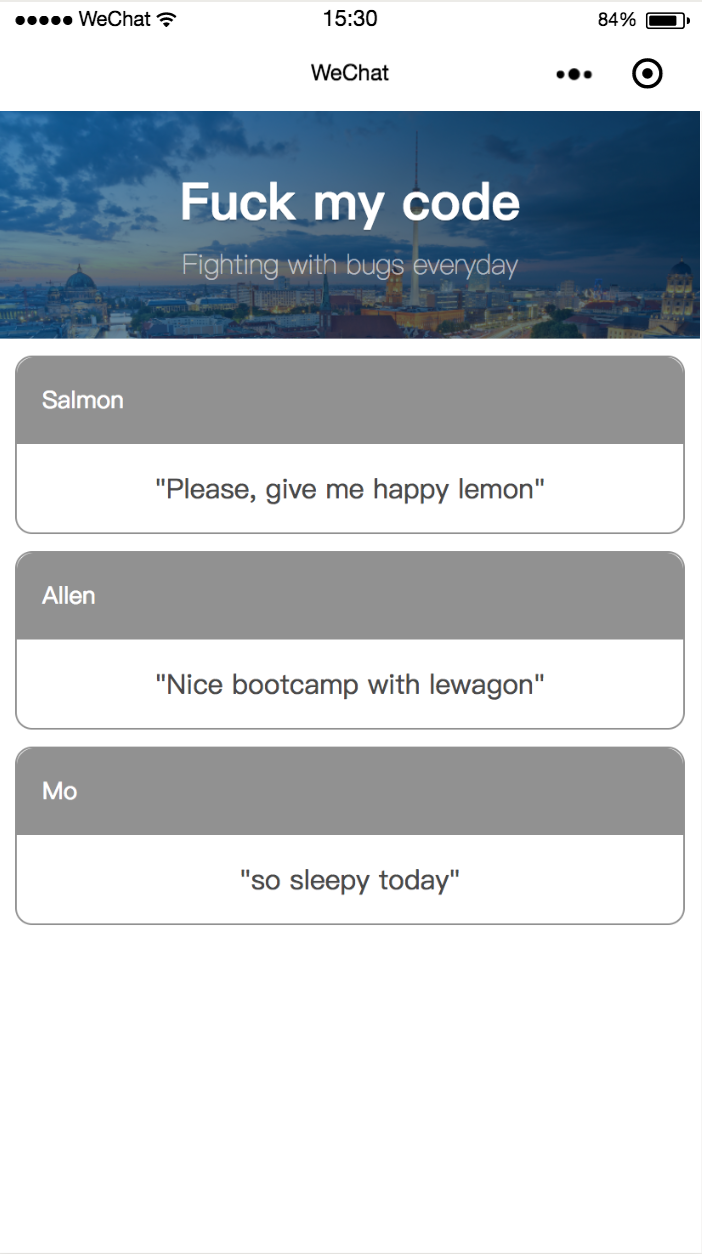 WeChat 15:30 84%
WeChat
Fuck my code
Fighting with bugs everyday
Salmon
"Please, give me happy lemon"
Allen
"Nice bootcamp with lewagon"
Mo
"so sleepy today"